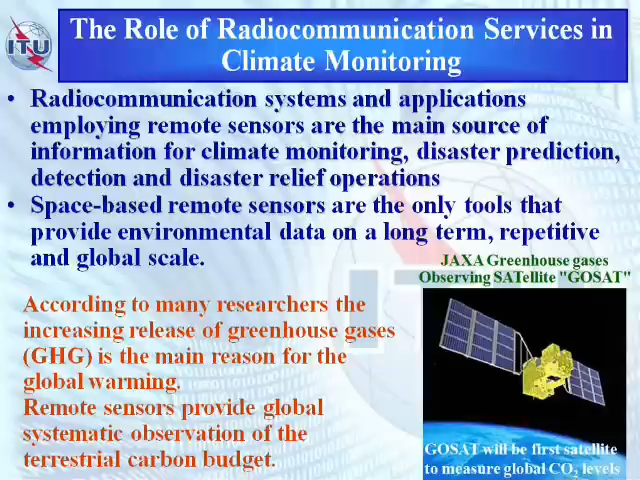 ITU
The Role of Radiocommunication Services in
Climate Monitoring
• Radiocommunication systems and applications
employing remote sensors are the main source of
information for climate monitoring, disaster prediction,
detection and disaster relief operations
• Space-based remote sensors are the only tools that
provide environmental data on a long term, repetitive
and global scale.
JAXA Greenhouse gases
Observing SATellite "GOSAT"
According to many researchers the
increasing release of greenhouse gases
(GHG) is the main reason for the
global warming.
Remote sensors provide global
systematic observation of the
terrestrial carbon budget.
GOSAT will be first satellite
to measure global CO₂ levels